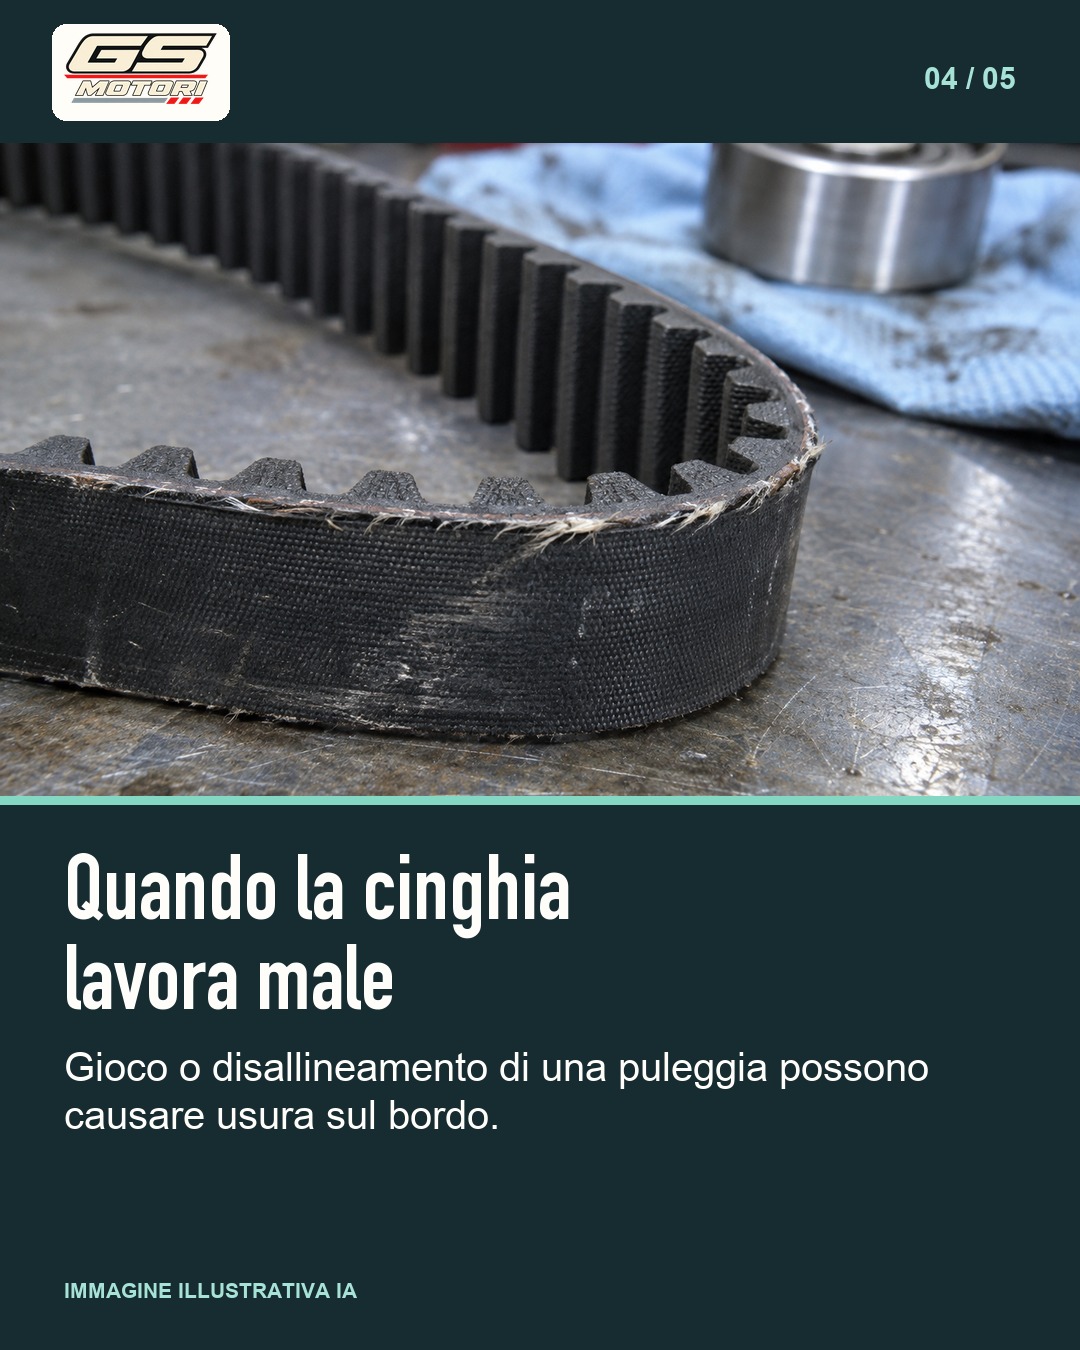 GS
MOTORI
04 / 05
Quando la cinghia
lavora male
Gioco o disallineamento di una puleggia possono
causare usura sul bordo.
IMMAGINE ILLUSTRATIVA IA